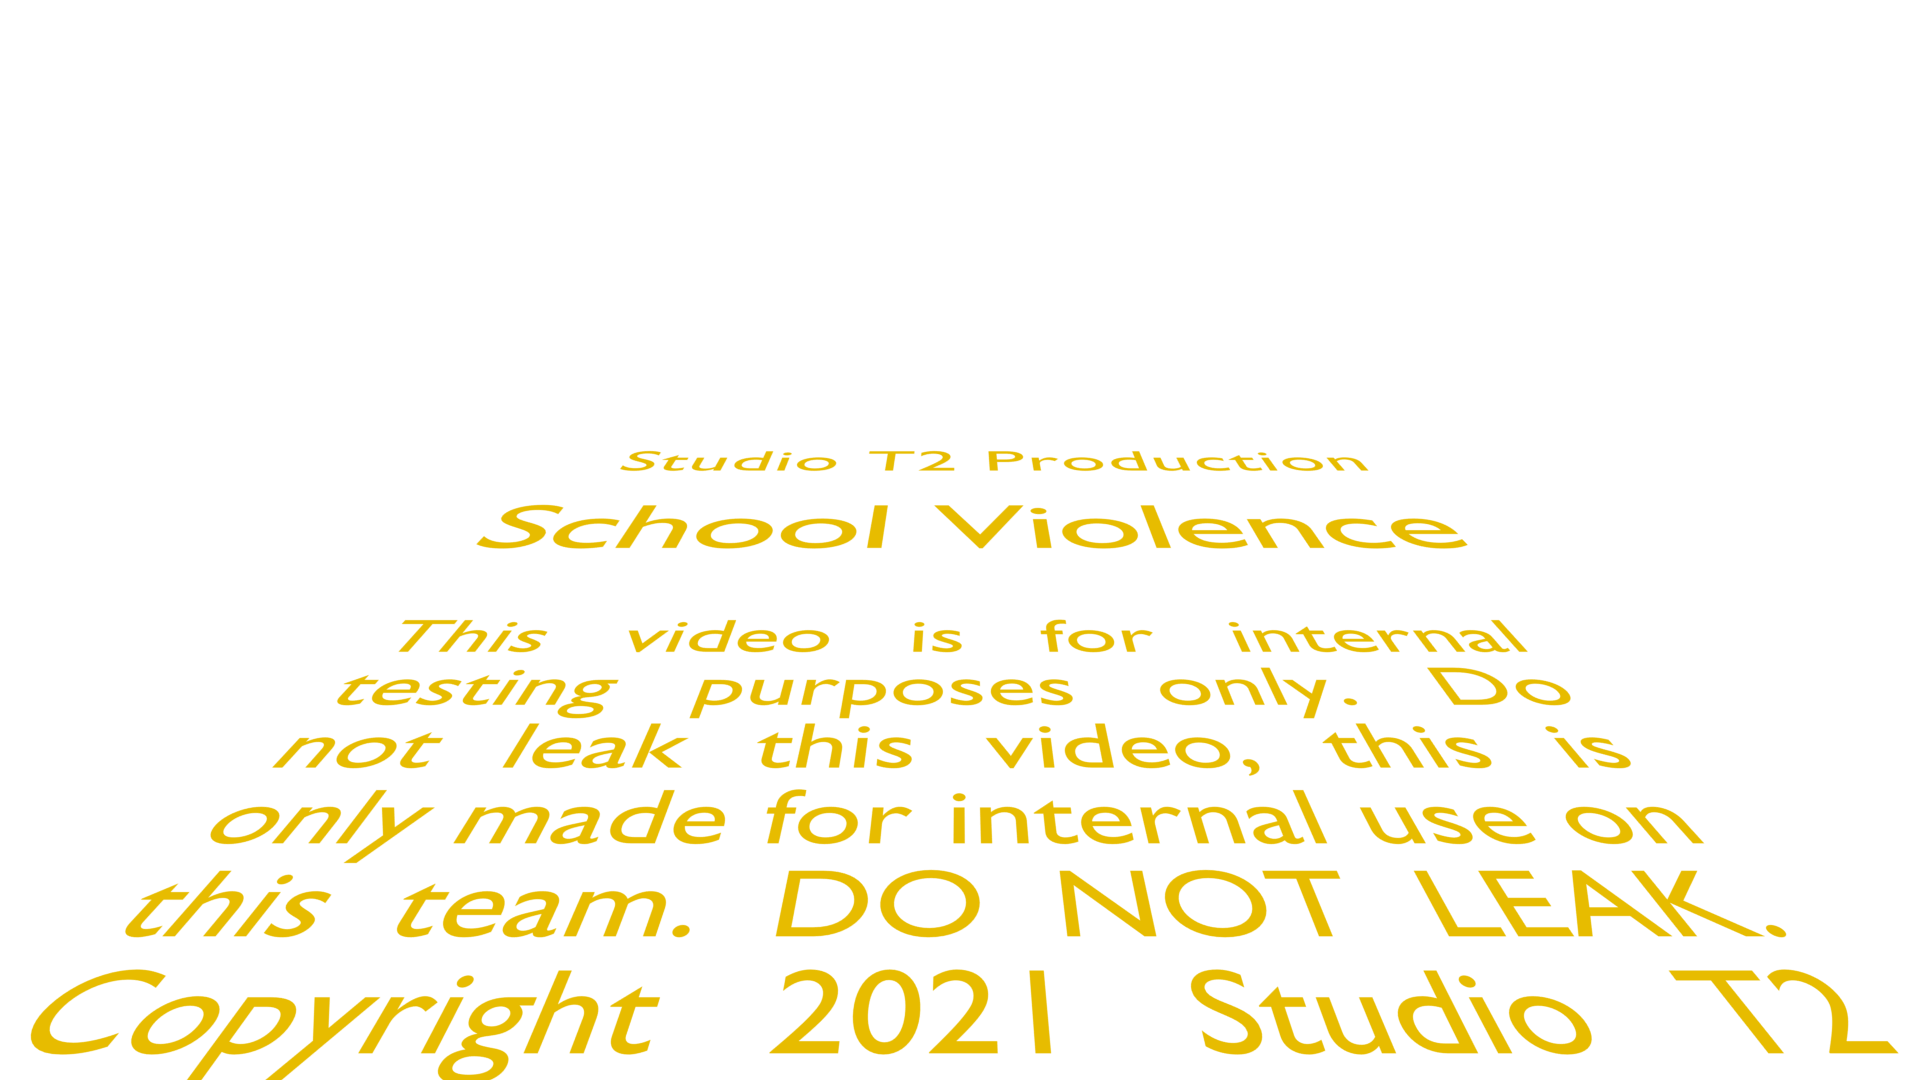 Studio T2 Production
School Violence
This video is for internal
testing purposes only. Do
not leak this video, this is
only made for internal use on
this team. DO NOT LEAK.
Copyright 2021 Studio T2